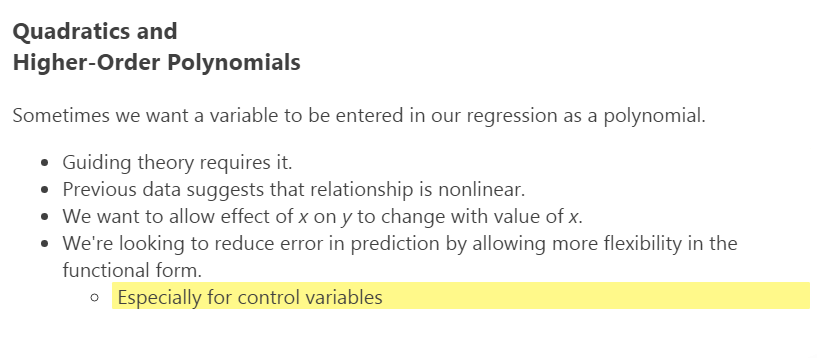 Quadratics and
Higher-Order Polynomials
Sometimes we want a variable to be entered in our regression as a polynomial.
• Guiding theory requires it.
• Previous data suggests that relationship is nonlinear.
• We want to allow effect of x on y to change with value of x.
• We're looking to reduce error in prediction by allowing more flexibility in the
functional form.
○ Especially for control variables